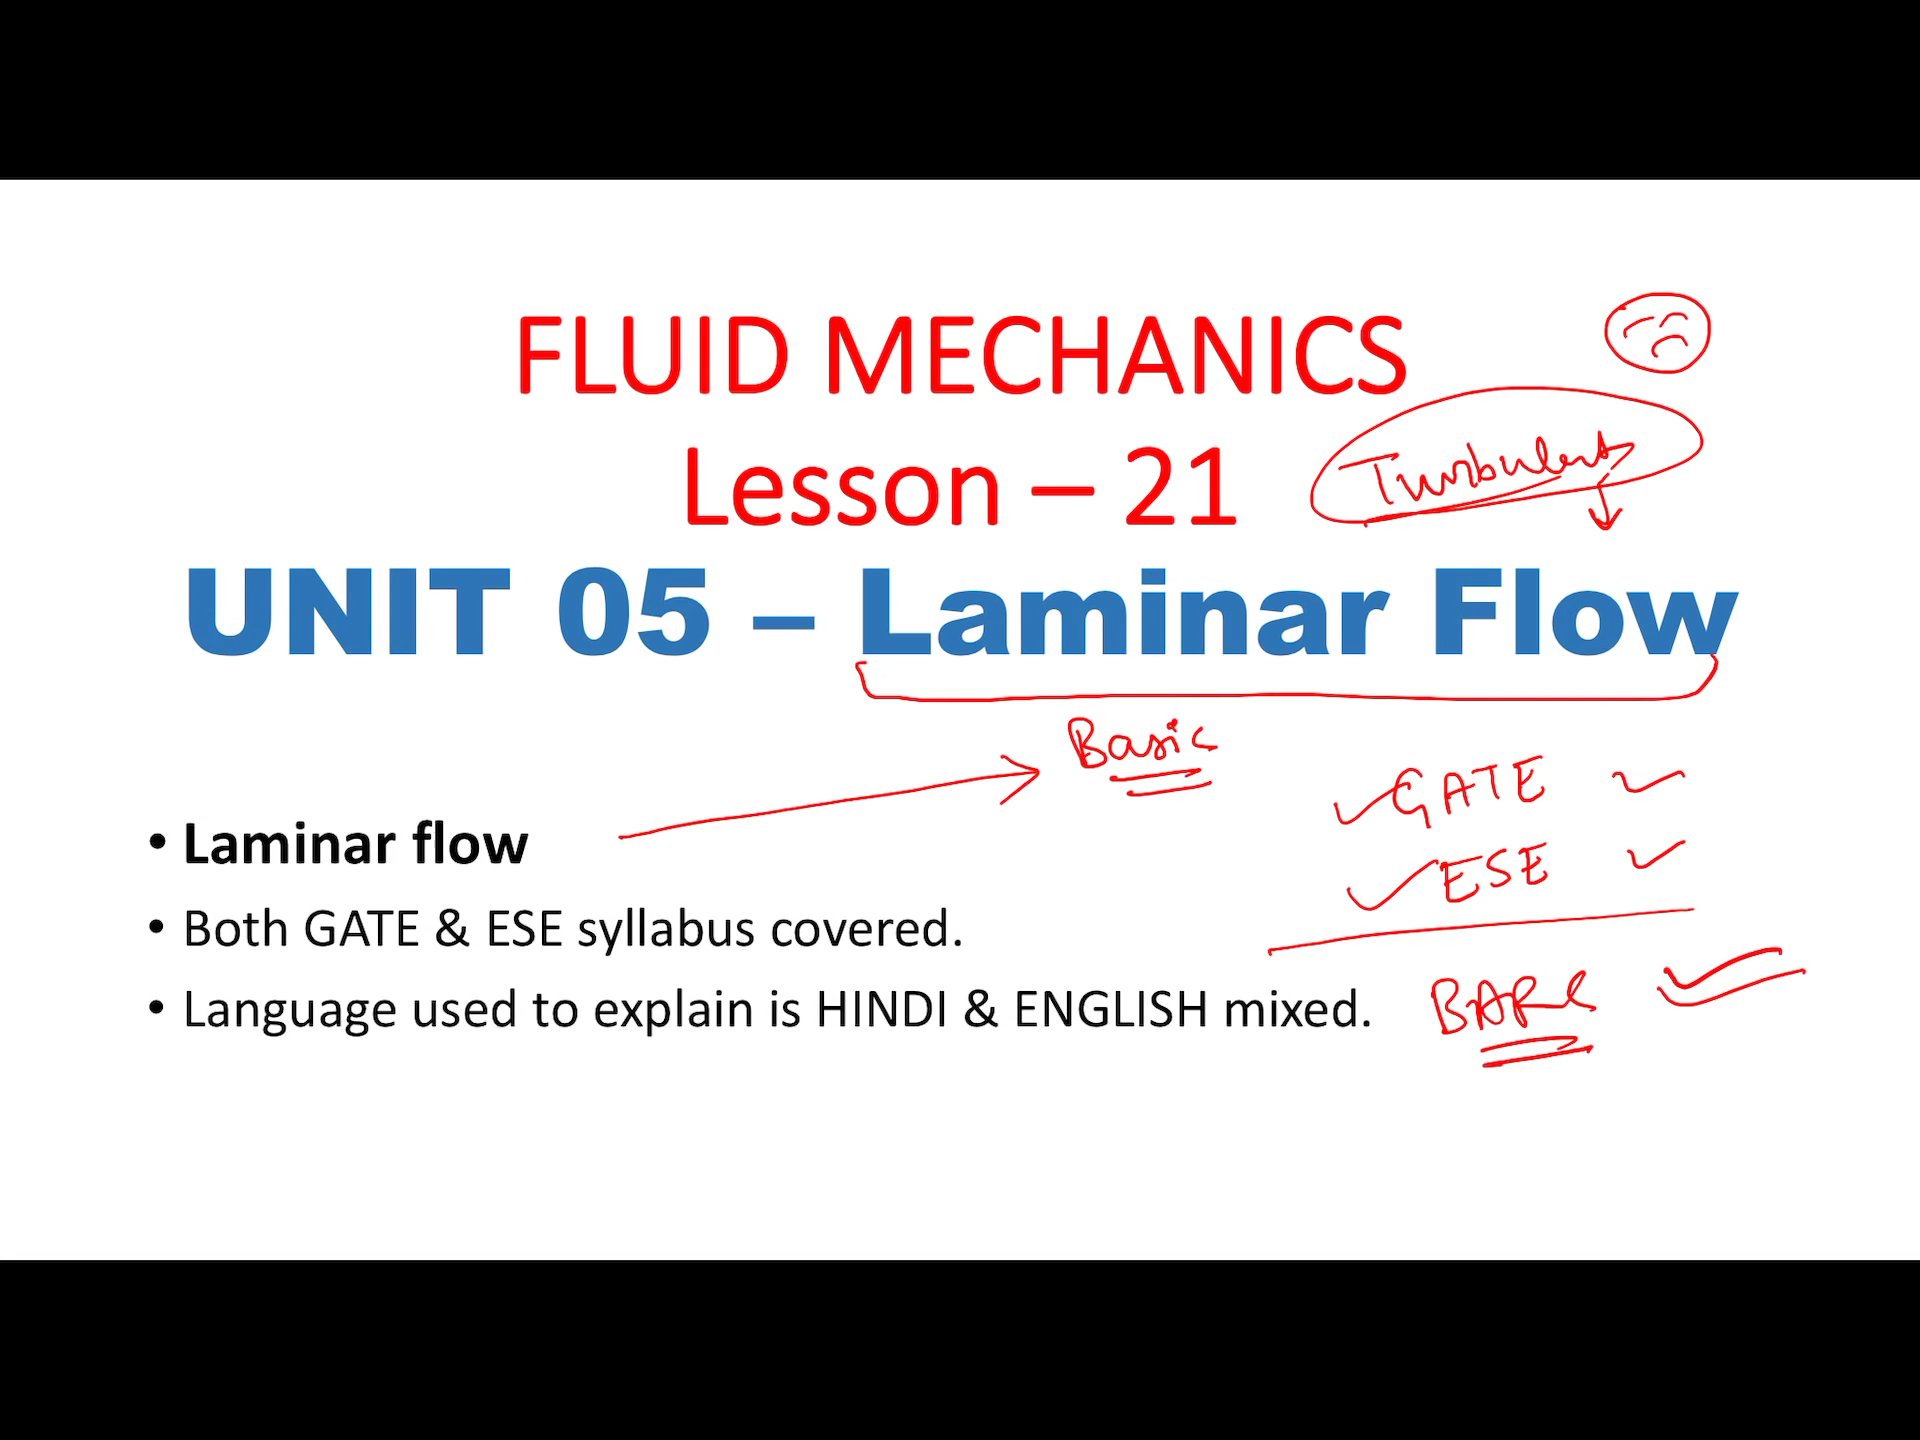 FLUID MECHANICS
Lesson – 21
Turbulent
UNIT 05 – Laminar Flow
Basic
GATE
• Laminar flow
ESE
• Both GATE & ESE syllabus covered.
• Language used to explain is HINDI & ENGLISH mixed.
BARC